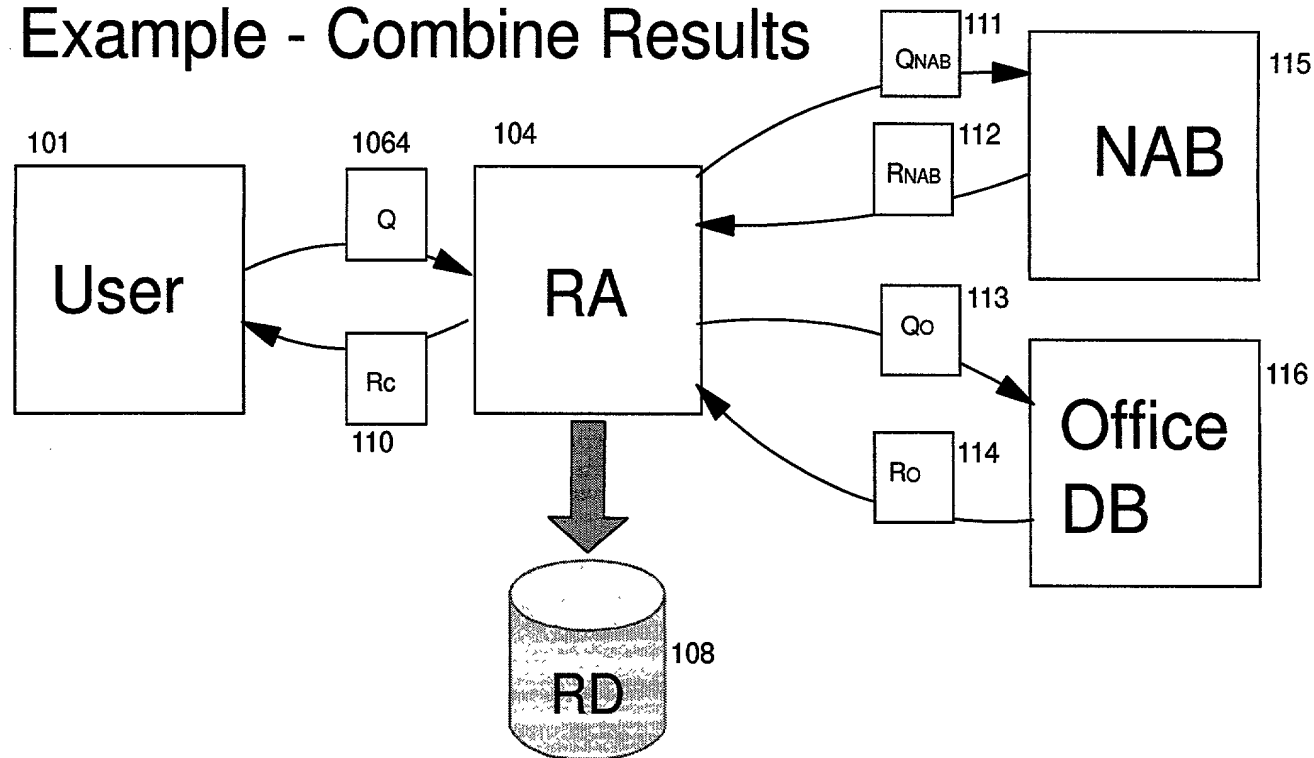 Example - Combine Results
111
QNAB
115
NAB
101
1064
104
112
RNAB
Q
User
RA
113
Qo
Rc
110
116
Office
DB
114
Ro
108
RD